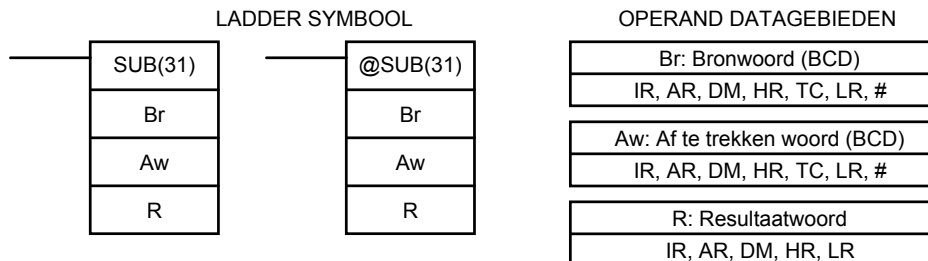 LADDER SYMBOOL
SUB(31)
Br
Aw
R
@SUB(31)
Br
Aw
R
OPERAND DATAGEBIEDEN
Br: Bronwoord (BCD)
IR, AR, DM, HR, TC, LR, #
Aw: Af te trekken woord (BCD)
IR, AR, DM, HR, TC, LR, #
R: Resultaatwoord
IR, AR, DM, HR, LR